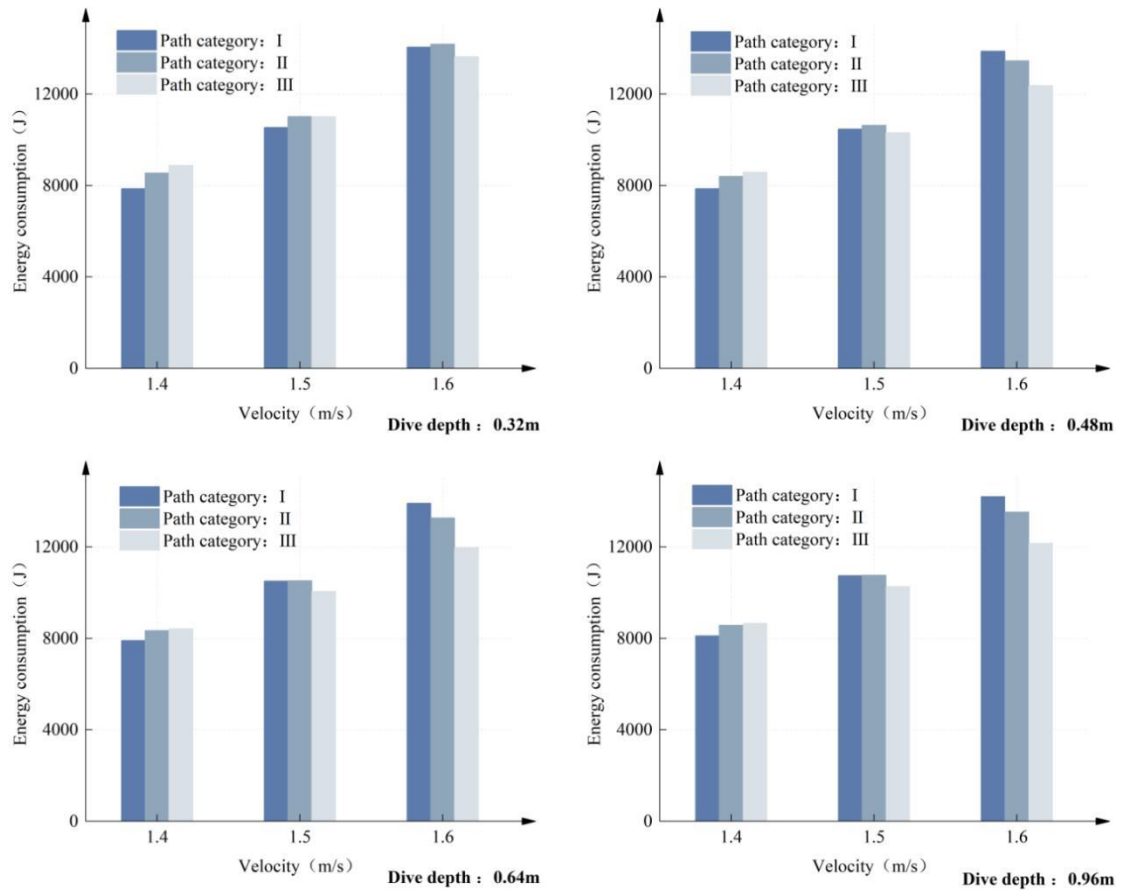 Path category：I
Path category：II
Path category：III
Energy consumption（J）
12000
8000
4000
0
1.4
1.5
1.6
Velocity（m/s）
Dive depth：0.32m
Path category：I
Path category：II
Path category：III
Energy consumption（J）
12000
8000
4000
0
1.4
1.5
1.6
Velocity（m/s）
Dive depth：0.48m
Path category：I
Path category：II
Path category：III
Energy consumption（J）
12000
8000
4000
0
1.4
1.5
1.6
Velocity（m/s）
Dive depth：0.64m
Path category：I
Path category：II
Path category：III
Energy consumption（J）
12000
8000
4000
0
1.4
1.5
1.6
Velocity（m/s）
Dive depth：0.96m